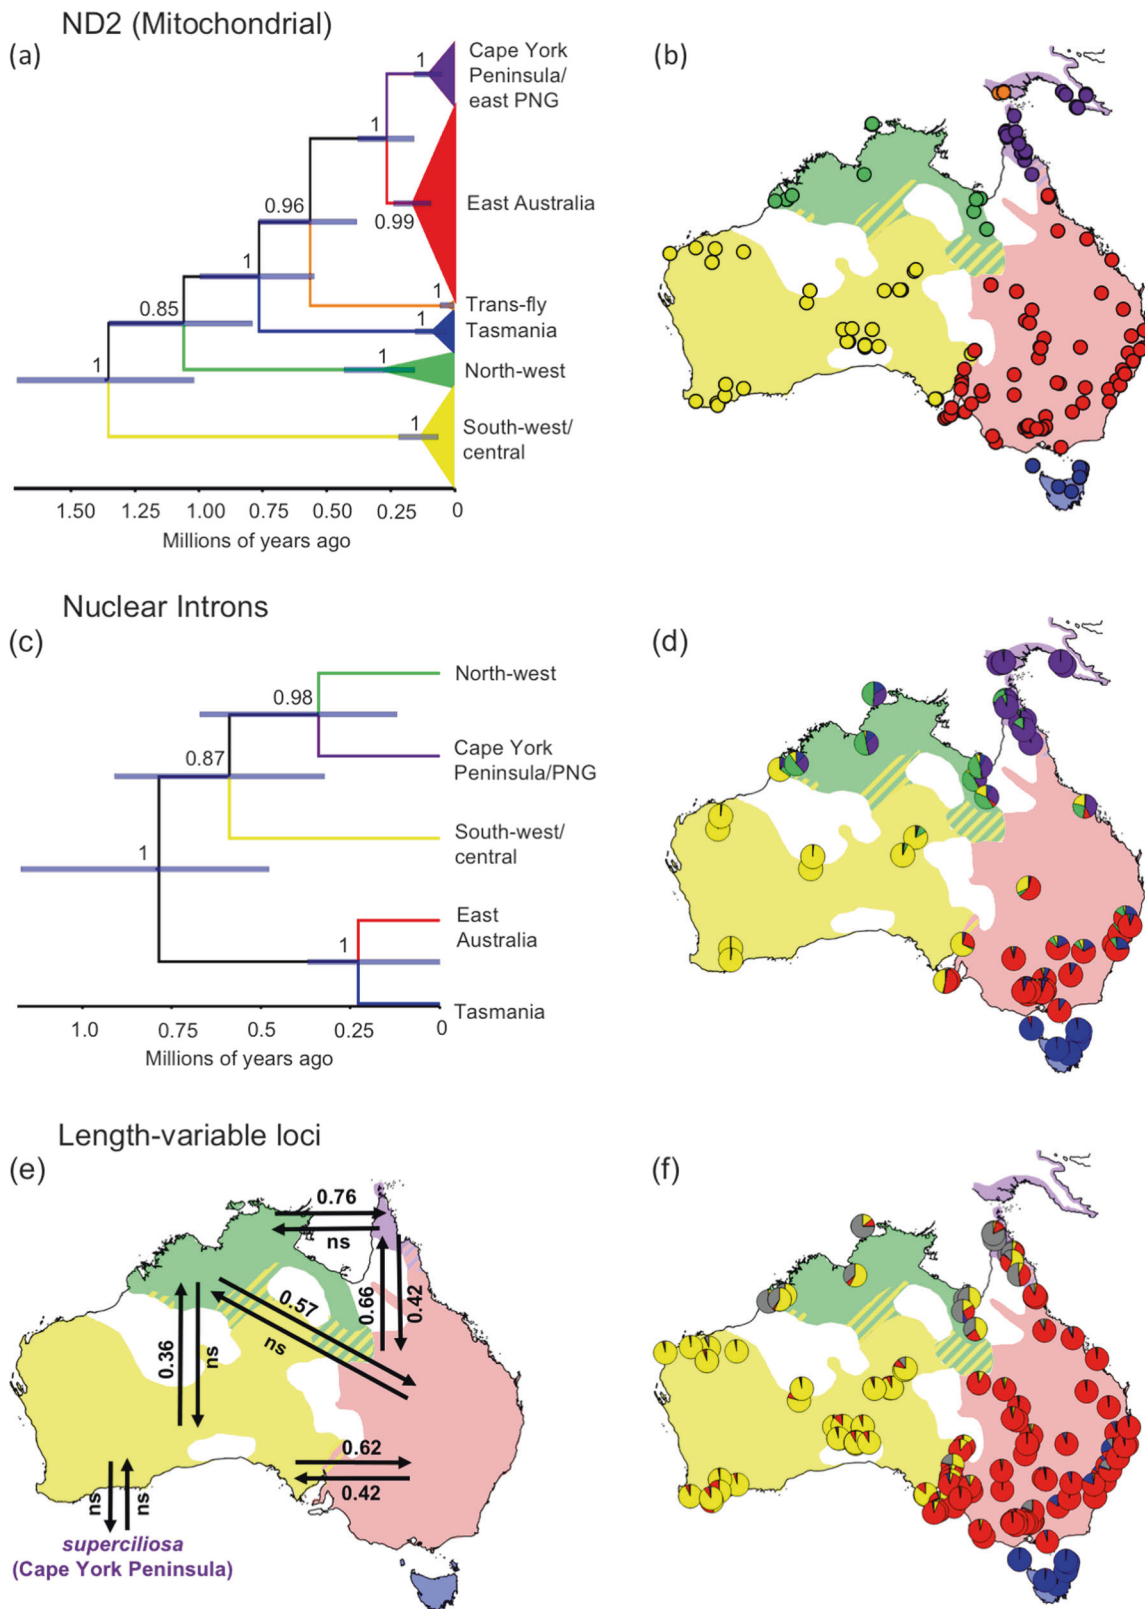 ND2 (Mitochondrial)
(a)
1
Cape York
Peninsula/
east PNG
1
0.99
East Australia
0.96
1
1
Trans-fly
1
Tasmania
0.85
1
North-west
1
1
South-west/
central
1.50 1.25 1.00 0.75 0.50 0.25 0
Millions of years ago
(b)
Nuclear Introns
(c)
North-west
0.98
Cape York
Peninsula/PNG
0.87
South-west/
central
1
East
Australia
1
Tasmania
1.0 0.75 0.5 0.25 0
Millions of years ago
(d)
Length-variable loci
(e)
0.76
ns
0.66
0.42
0.57
ns
0.36
ns
0.62
0.42
ns
ns
superciliosa
(Cape York Peninsula)
(f)